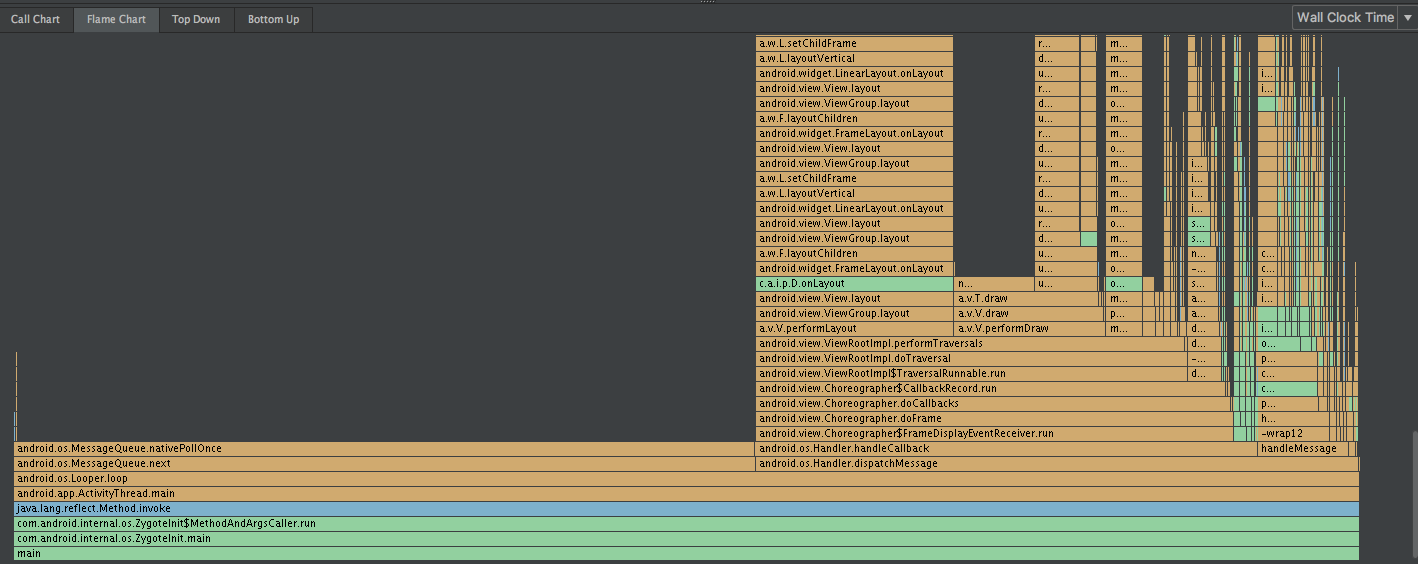 Call Chart Flame Chart Top Down Bottom Up Wall Clock Time
a.w.L.setChildFrame r... m...
a.w.L.layoutVertical d... m...
android.widget.LinearLayout.onLayout u... m... i...
android.view.View.layout r... m... i...
android.view.ViewGroup.layout d... o...
a.w.F.layoutChildren u... m...
android.widget.FrameLayout.onLayout r... m...
android.view.View.layout d... o...
android.view.ViewGroup.layout u... m... i...
a.w.L.setChildFrame r... m... i...
a.w.L.layoutVertical d... m... i...
android.widget.LinearLayout.onLayout u... m... i...
android.view.View.layout r... o... s...
android.view.ViewGroup.layout d... m... s...
a.w.F.layoutChildren u... m... n... c...
android.widget.FrameLayout.onLayout u... o... -... c...
c.a.i.p.D.onLayout n... u... o... s... i...
android.view.View.layout a.v.T.draw m... a... i...
android.view.ViewGroup.layout a.v.V.draw p... a...
a.v.V.performLayout a.v.V.performDraw m... d... i...
android.view.ViewRootImpl.performTraversals d... o...
android.view.ViewRootImpl.doTraversal -... p...
android.view.ViewRootImpl$TraversalRunnable.run d... c...
android.view.Choreographer$CallbackRecord.run c...
android.view.Choreographer.doCallbacks p...
android.view.Choreographer.doFrame h...
android.view.Choreographer$FrameDisplayEventReceiver.run -wrap12
android.os.MessageQueue.nativePollOnce android.os.Handler.handleCallback handleMessage
android.os.MessageQueue.next android.os.Handler.dispatchMessage
android.os.Looper.loop
android.app.ActivityThread.main
java.lang.reflect.Method.invoke
com.android.internal.os.ZygoteInit$MethodAndArgsCaller.run
com.android.internal.os.ZygoteInit.main
main